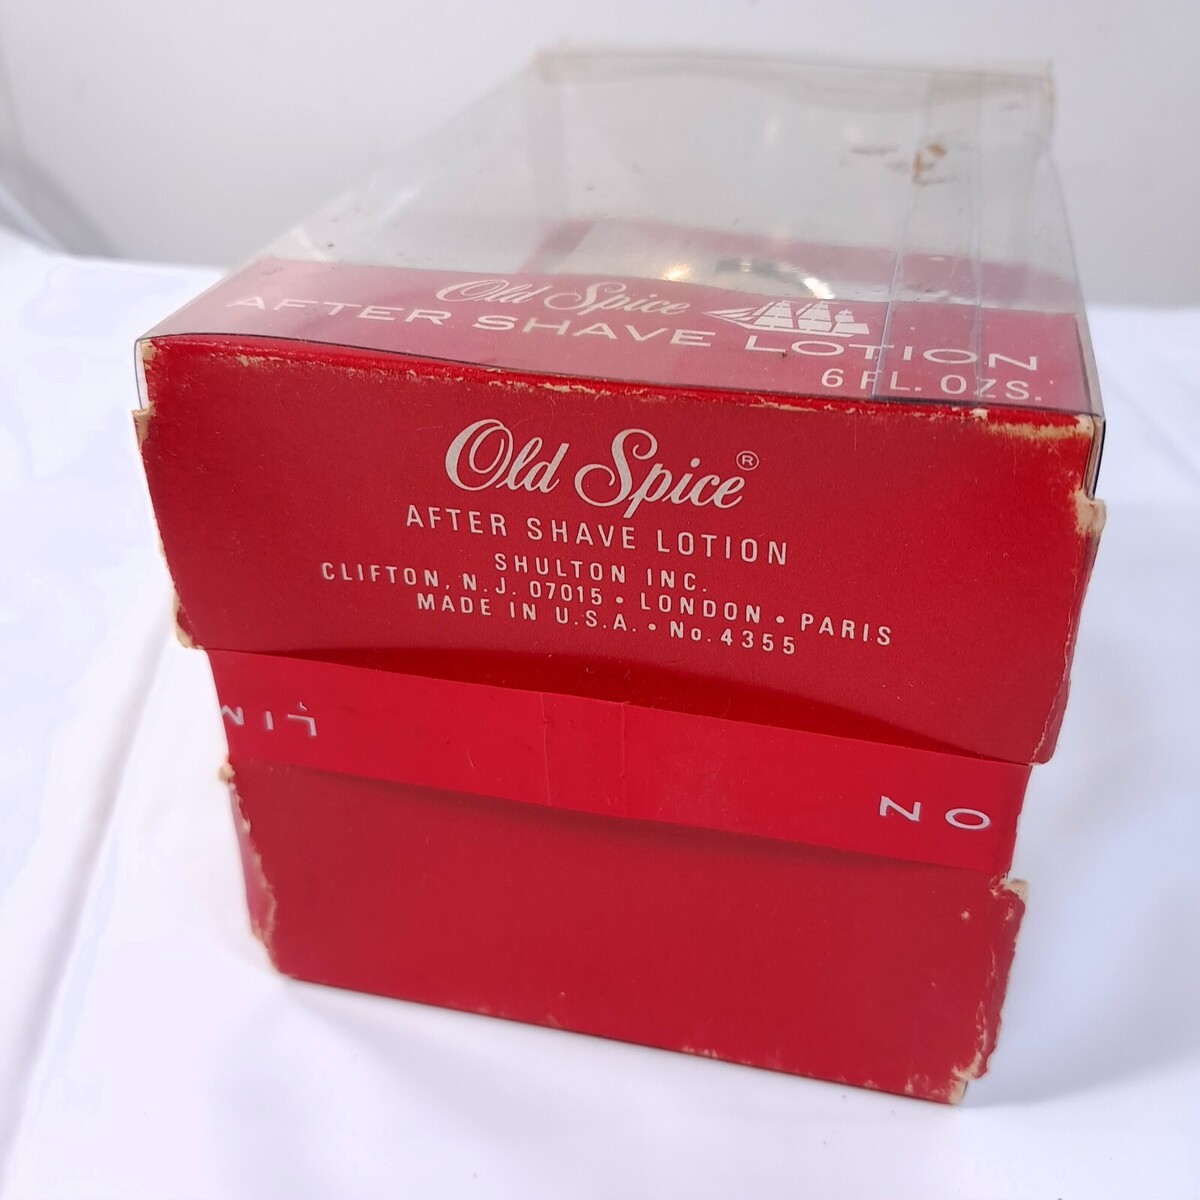 Old Spice
AFTER SHAVE LOTION
6 FL. OZS.
Old Spice®
AFTER SHAVE LOTION
SHULTON INC.
CLIFTON, N.J. 07015 • LONDON • PARIS
MADE IN U.S.A. • No. 4355
NO